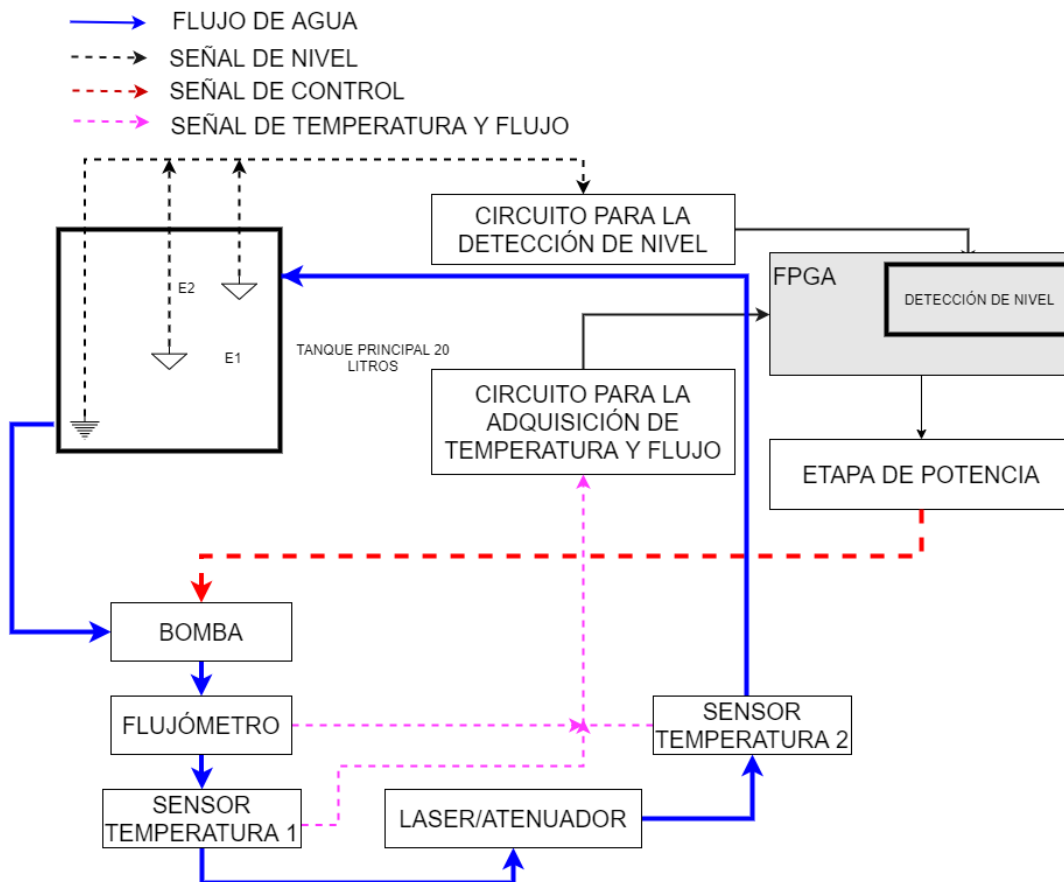 FLUJO DE AGUA
SEÑAL DE NIVEL
SEÑAL DE CONTROL
SEÑAL DE TEMPERATURA Y FLUJO
CIRCUITO PARA LA
DETECCIÓN DE NIVEL
FPGA
DETECCIÓN DE NIVEL
E2
E1
TANQUE PRINCIPAL 20
LITROS
CIRCUITO PARA LA
ADQUISICIÓN DE
TEMPERATURA Y FLUJO
ETAPA DE POTENCIA
BOMBA
FLUJÓMETRO
SENSOR
TEMPERATURA 2
SENSOR
TEMPERATURA 1
LASER/ATENUADOR